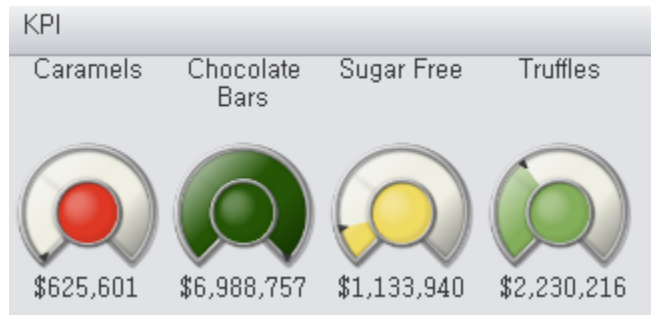 KPI
Caramels
Chocolate
Bars
Sugar Free
Truffles
$625,601
$6,988,757
$1,133,940
$2,230,216